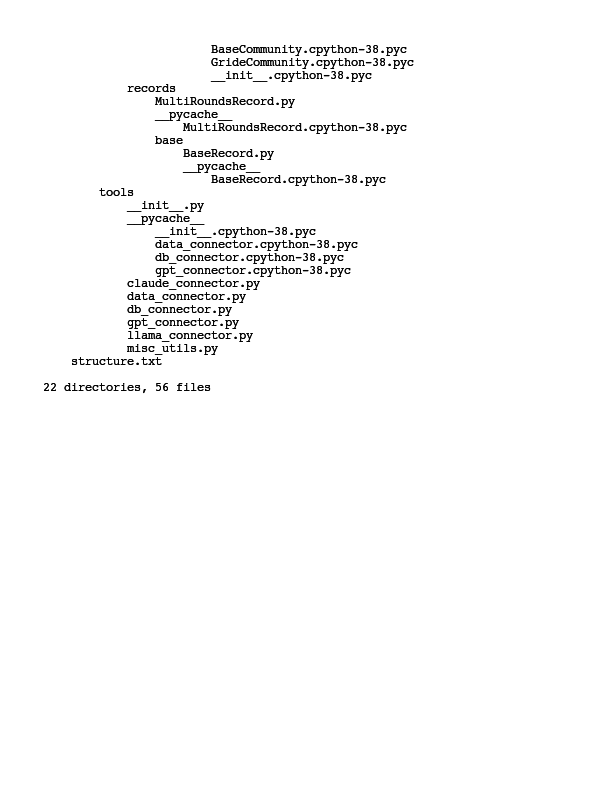 BaseCommunity.cpython-38.pyc
GrideCommunity.cpython-38.pyc
__init__.cpython-38.pyc
records
MultiRoundsRecord.py
__pycache__
MultiRoundsRecord.cpython-38.pyc
base
BaseRecord.py
__pycache__
BaseRecord.cpython-38.pyc
tools
__init__.py
__pycache__
__init__.cpython-38.pyc
data_connector.cpython-38.pyc
db_connector.cpython-38.pyc
gpt_connector.cpython-38.pyc
claude_connector.py
data_connector.py
db_connector.py
gpt_connector.py
llama_connector.py
misc_utils.py
structure.txt
22 directories, 56 files